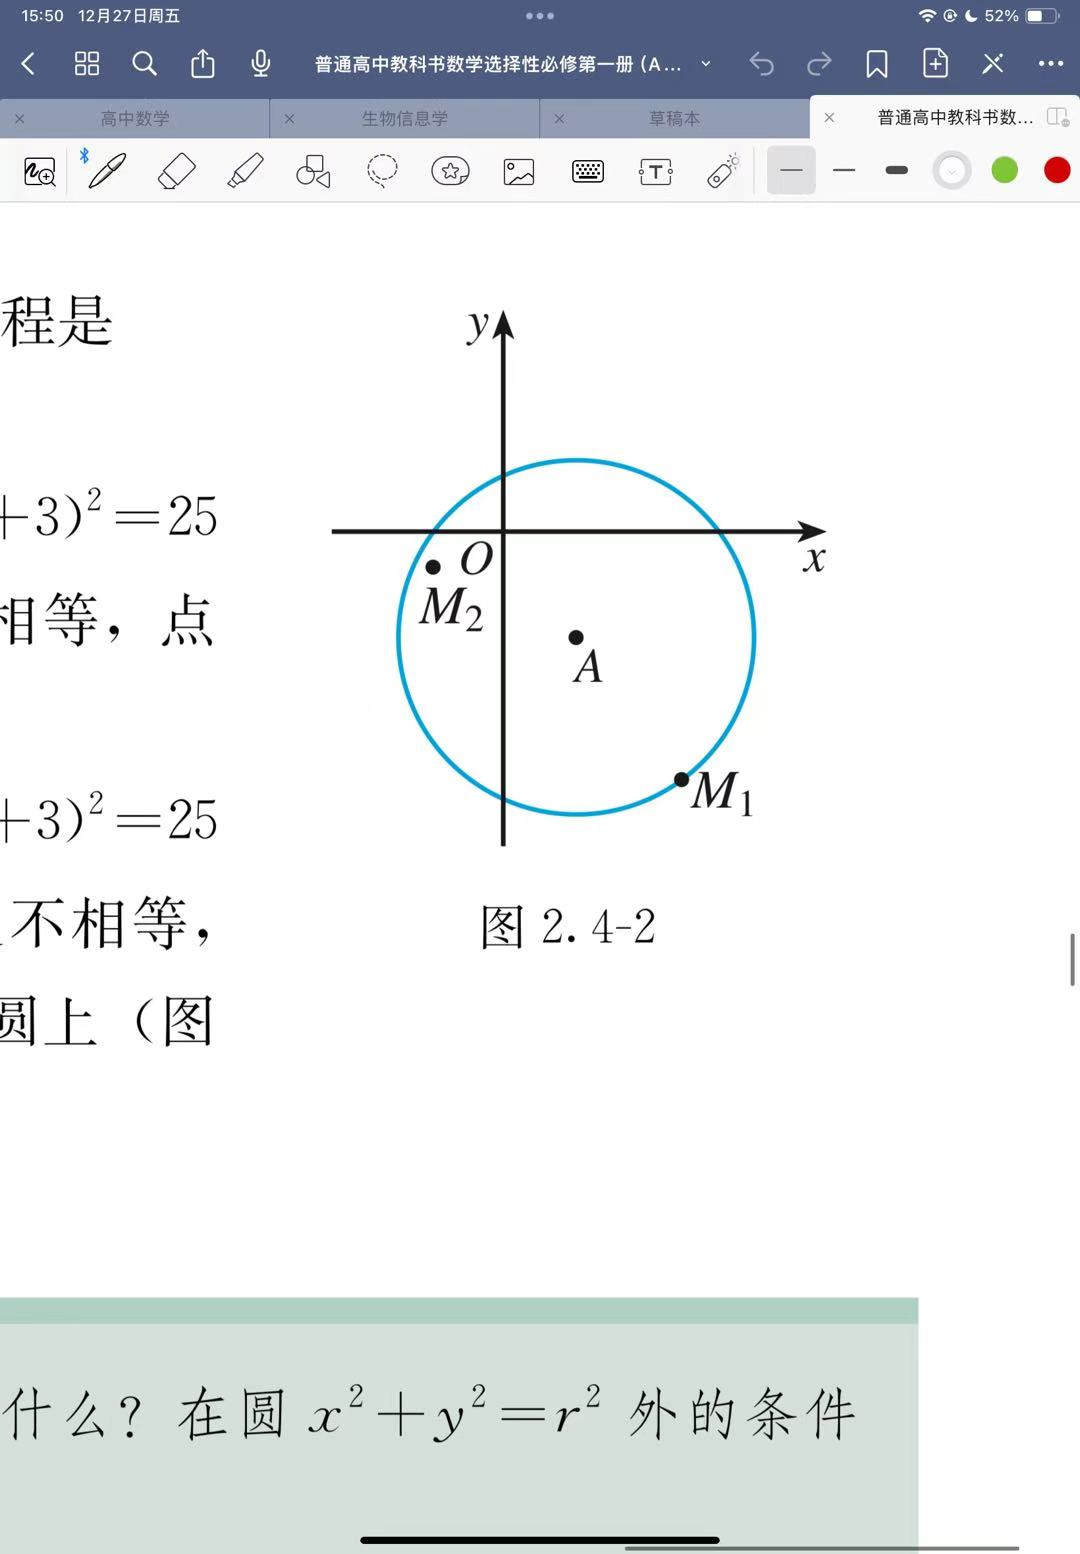 15:50 12月27日周五
52%
普通高中教科书数学选择性必修第一册 (A...
高中数学
生物信息学
草稿本
普通高中教科书数...
程是
y
+3)²=25
O
x
M₂
相等，点
A
M₁
+3)²=25
不相等，
图 2.4-2
圆上（图
什么？在圆 x²+y²=r² 外的条件